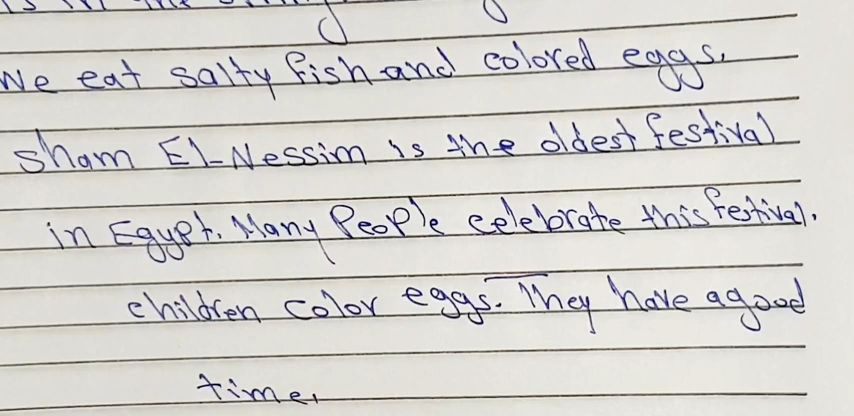 We eat salty fish and colored eggs.
sham El-Nessim is the oldest festival
in Egypt. Many People celebrate this festival.
children color eggs. They have a good
time.